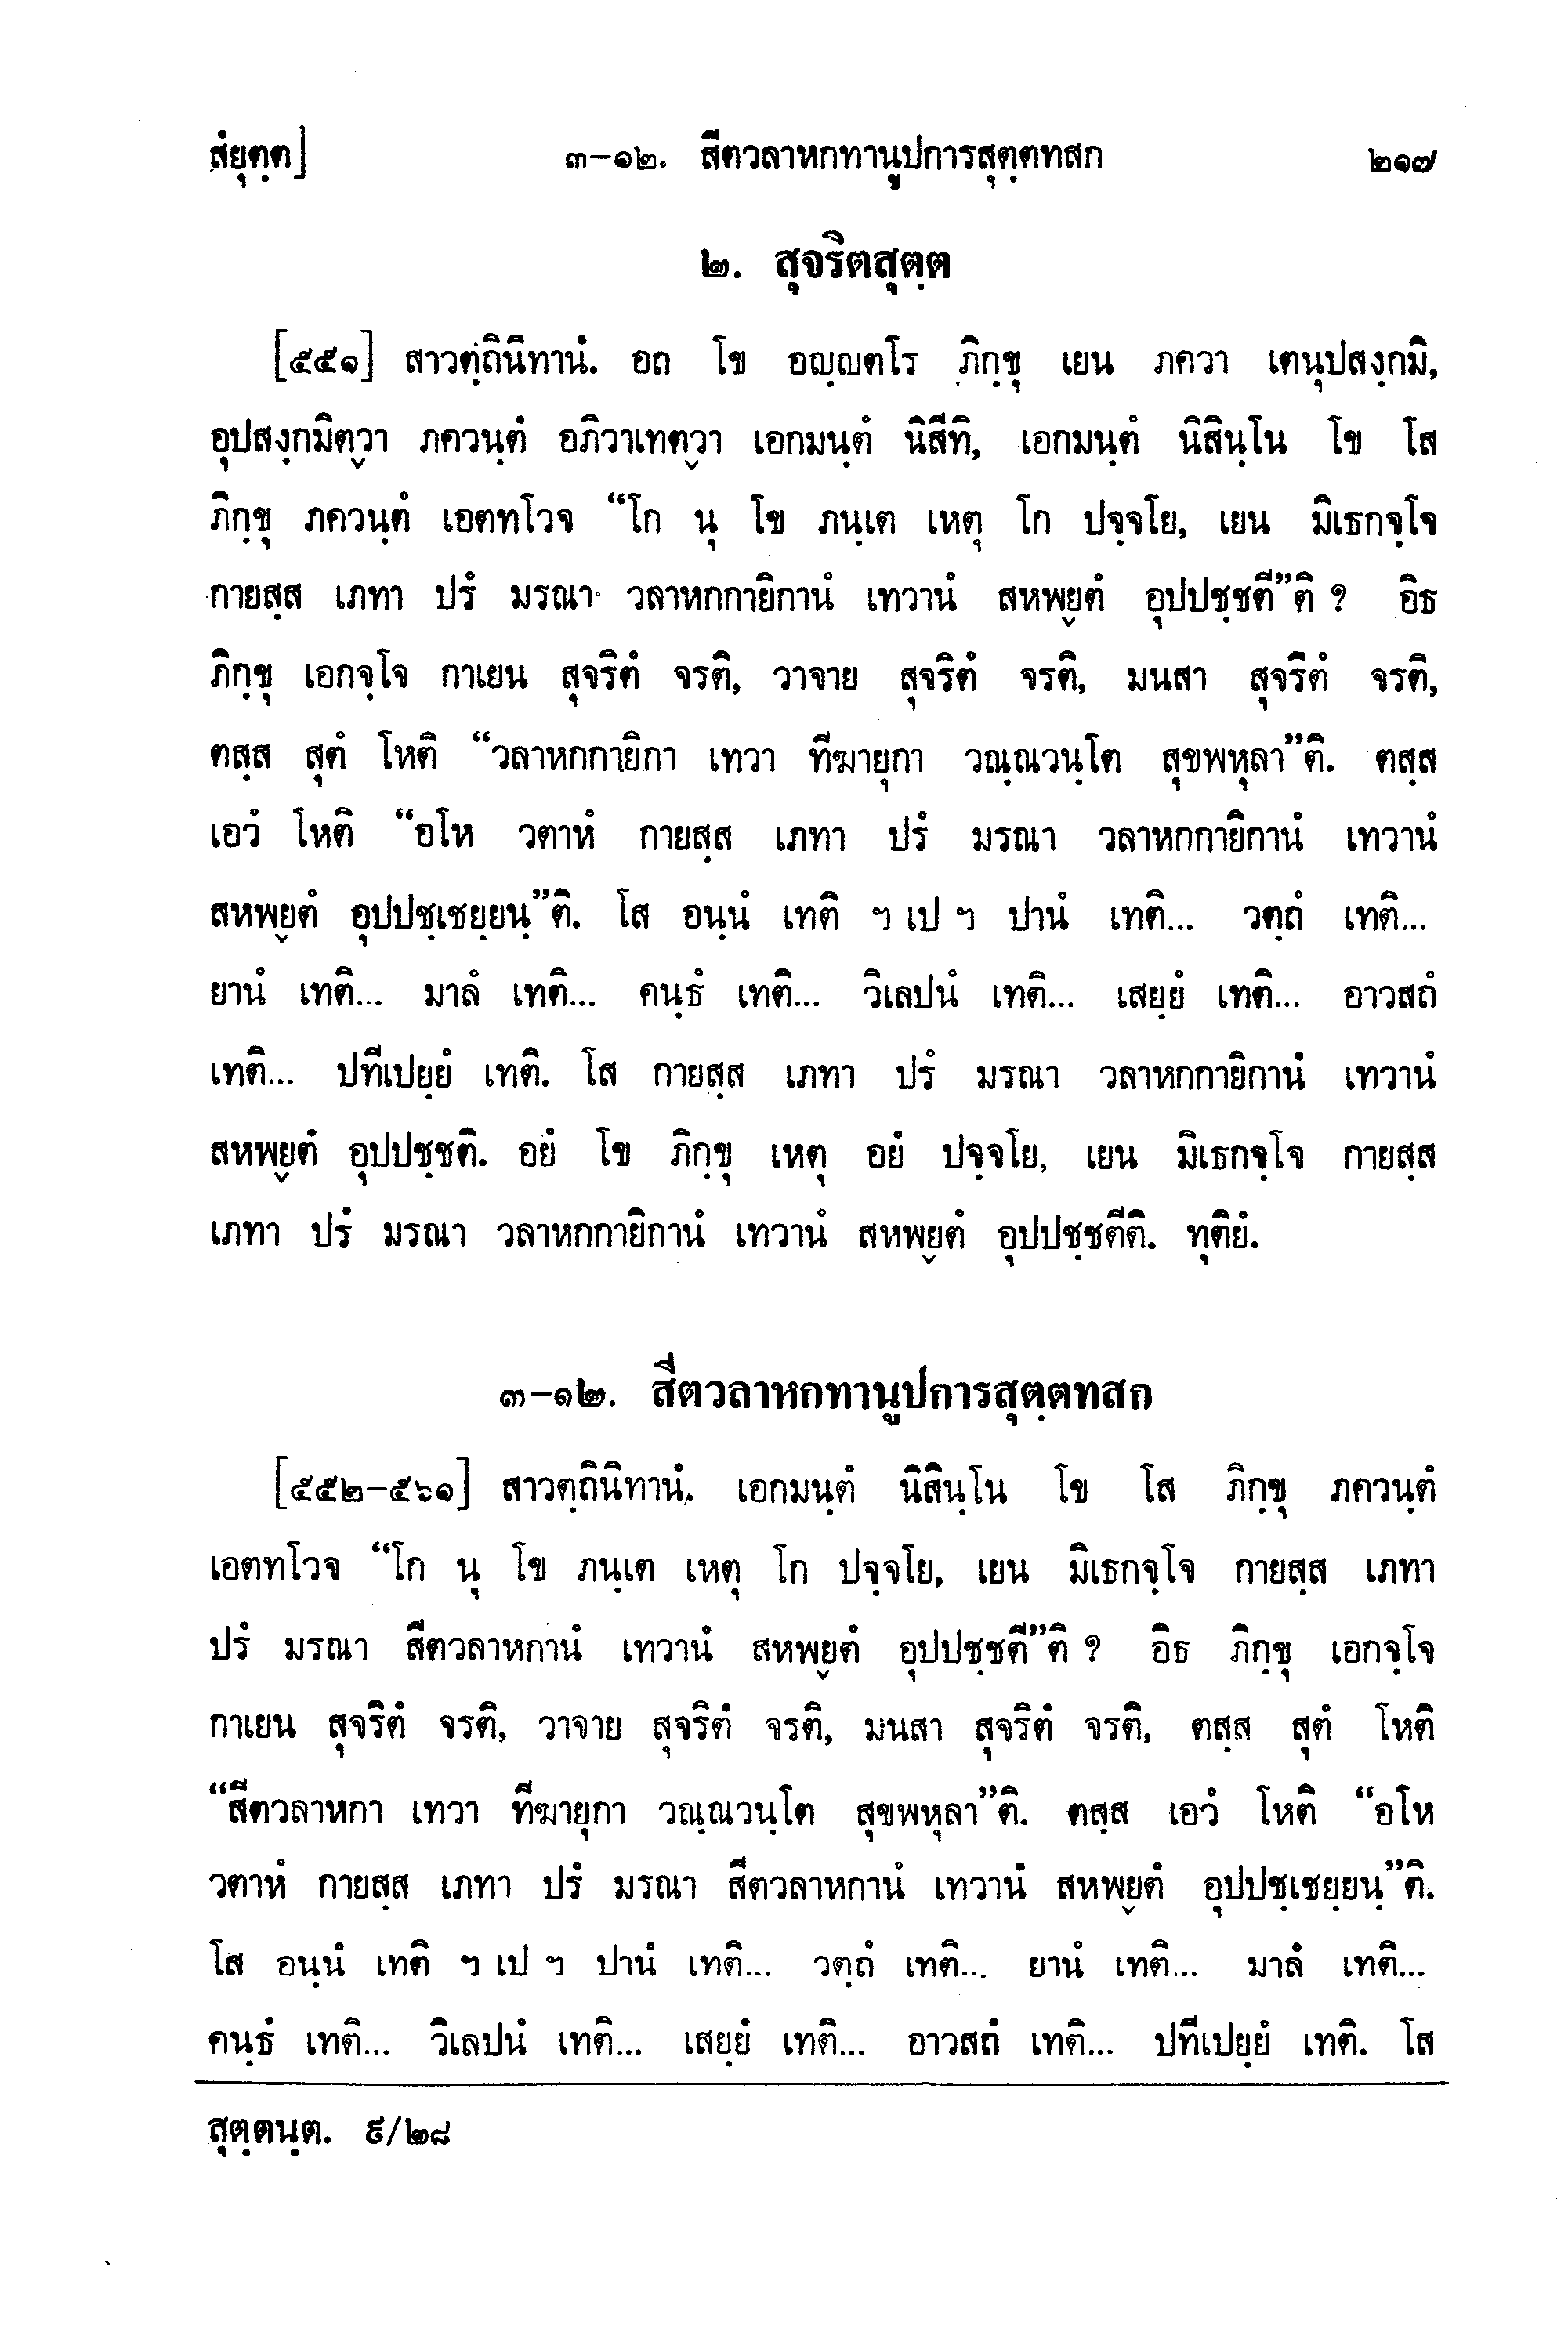 สํยุตฺต] ๓-๑๒. สีตวลาหกทานูปการสุตฺตทสก ๒๑๗
๒. สุจริตสุตฺต
[๕๕๑] สาวตฺถินิทานํ. อถ โข อญฺญตโร ภิกฺขุ เยน ภควา เตนุปสงฺกมิ,
อุปสงฺกมิตฺวา ภควนฺตํ อภิวาเทตฺวา เอกมนฺตํ นิสีทิ, เอกมนฺตํ นิสินฺโน โข โส
ภิกฺขุ ภควนฺตํ เอตทโวจ “โก นุ โข ภนฺเต เหตุ โก ปจฺจโย, เยน มิเธกจฺโจ
กายสฺส เภทา ปรํ มรณา วลาหกกายิกานํ เทวานํ สหพฺยูตํ อุปปชฺชตี”ติ ? อิธ
ภิกฺขุ เอกจฺโจ กาเยน สุจริตํ จรติ, วาจาย สุจริตํ จรติ, มนสา สุจริตํ จรติ,
ตสฺส สุตํ โหติ “วลาหกกายิกา เทวา ทีฆายุกา วณฺณวนฺโต สุขพหุลา”ติ. ตสฺส
เอวํ โหติ “อโห วตาหํ กายสฺส เภทา ปรํ มรณา วลาหกกายิกานํ เทวานํ
สหพฺยูตํ อุปปชฺเชยฺยนฺ”ติ. โส อนฺนํ เทติ ฯ เป ฯ ปานํ เทติ... วตฺถํ เทติ...
ยานํ เทติ... มาลํ เทติ... คนฺธํ เทติ... วิเลปนํ เทติ... เสยฺยํ เทติ... อาวสถํ
เทติ... ปทีเปยฺยํ เทติ. โส กายสฺส เภทา ปรํ มรณา วลาหกกายิกานํ เทวานํ
สหพฺยูตํ อุปปชฺชติ. อยํ โข ภิกฺขุ เหตุ อยํ ปจฺจโย, เยน มิเธกจฺโจ กายสฺส
เภทา ปรํ มรณา วลาหกกายิกานํ เทวานํ สหพฺยูตํ อุปปชฺชตีติ. ทุติยํ.
๓-๑๒. สีตวลาหกทานูปการสุตฺตทสก
[๕๕๒-๕๖๑] สาวตฺถินิทานํ. เอกมนฺตํ นิสินฺโน โข โส ภิกฺขุ ภควนฺตํ
เอตทโวจ “โก นุ โข ภนฺเต เหตุ โก ปจฺจโย, เยน มิเธกจฺโจ กายสฺส เภทา
ปรํ มรณา สีตวลาหกานํ เทวานํ สหพฺยูตํ อุปปชฺชตี”ติ ? อิธ ภิกฺขุ เอกจฺโจ
กาเยน สุจริตํ จรติ, วาจาย สุจริตํ จรติ, มนสา สุจริตํ จรติ, ตสฺส สุตํ โหติ
“สีตวลาหกา เทวา ทีฆายุกา วณฺณวนฺโต สุขพหุลา”ติ. ตสฺส เอวํ โหติ “อโห
วตาหํ กายสฺส เภทา ปรํ มรณา สีตวลาหกานํ เทวานํ สหพฺยูตํ อุปปชฺเชยฺยนฺ”ติ.
โส อนฺนํ เทติ ฯ เป ฯ ปานํ เทติ... วตฺถํ เทติ... ยานํ เทติ... มาลํ เทติ...
คนฺธํ เทติ... วิเลปนํ เทติ... เสยฺยํ เทติ... อาวสถํ เทติ... ปทีเปยฺยํ เทติ. โส
สุตฺตนฺต. ๙/๒๘